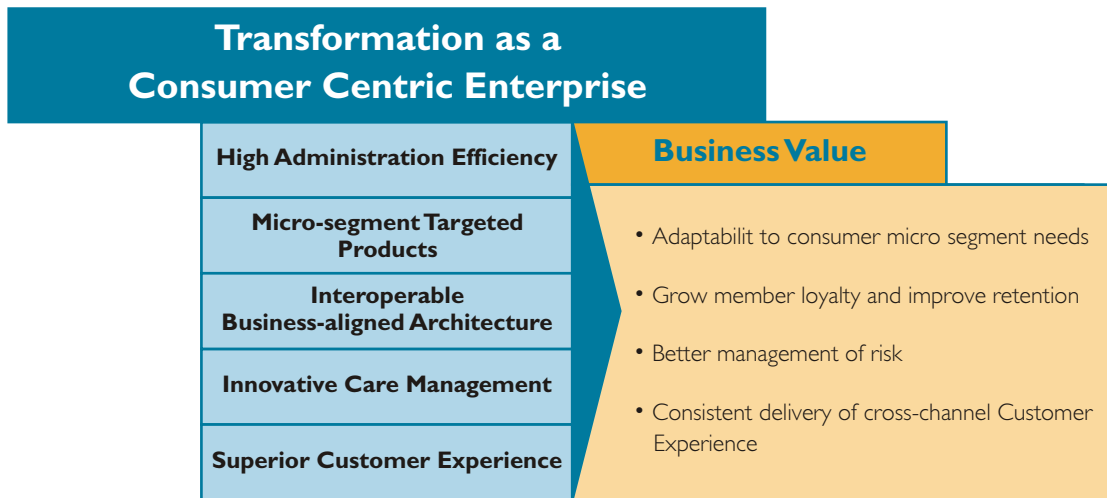 Transformation as a
Consumer Centric Enterprise
High Administration Efficiency
Micro-segment Targeted
Products
Interoperable
Business-aligned Architecture
Innovative Care Management
Superior Customer Experience
Business Value
• Adaptabilit to consumer micro segment needs
• Grow member loyalty and improve retention
• Better management of risk
• Consistent delivery of cross-channel Customer
Experience